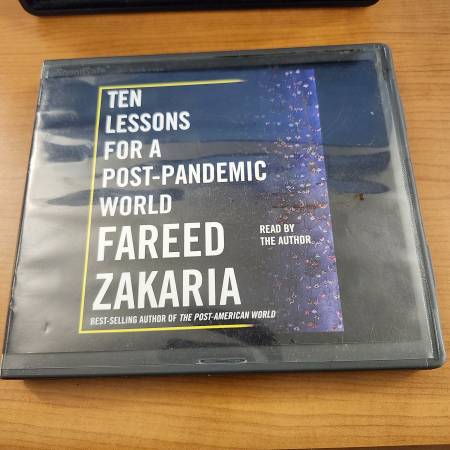 TEN
LESSONS
FOR A
POST-PANDEMIC
WORLD
FAREED
ZAKARIA
READ BY
THE AUTHOR
BEST-SELLING AUTHOR OF THE POST-AMERICAN WORLD